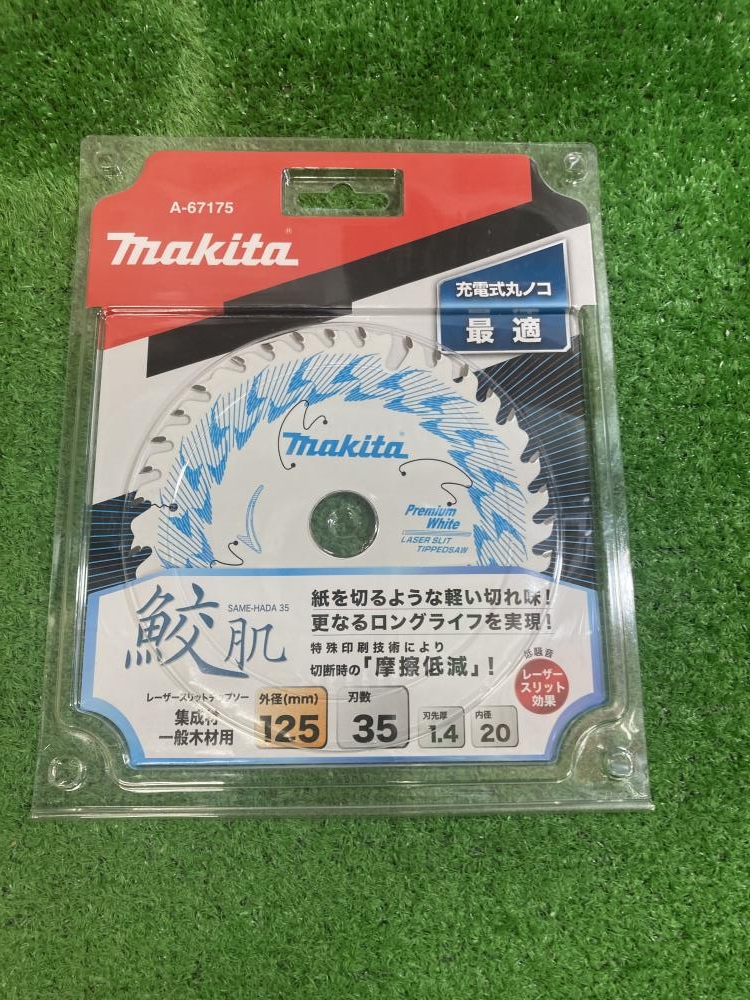 A-67175
makita®
充電式丸ノコ
最適
makita
Premium
White
LASER SLIT
TIPPEDSAW
鮫肌
SAME-HADA 35
紙を切るような軽い切れ味!
更なるロングライフを実現!
特殊印刷技術により
切断時の「摩擦低減」!
低騒音
レーザー
スリット
効果
レーザースリットチップソー
集成材
一般木材用
外径(mm)
125
刃数
35
刃先厚
1.4
内径
20